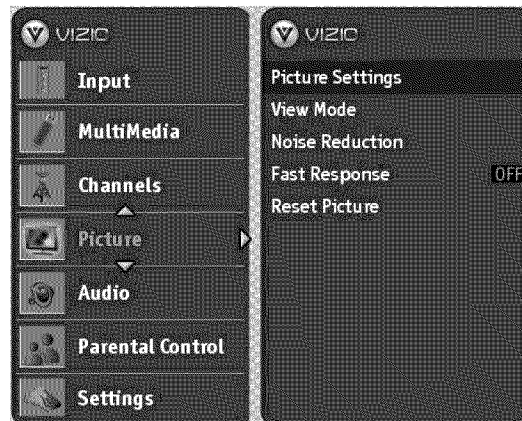 V VIZIO
Input
MultiMedia
Channels
Picture
Audio
Parental Control
Settings
V VIZIO
Picture Settings
View Mode
Noise Reduction
Fast Response OFF
Reset Picture